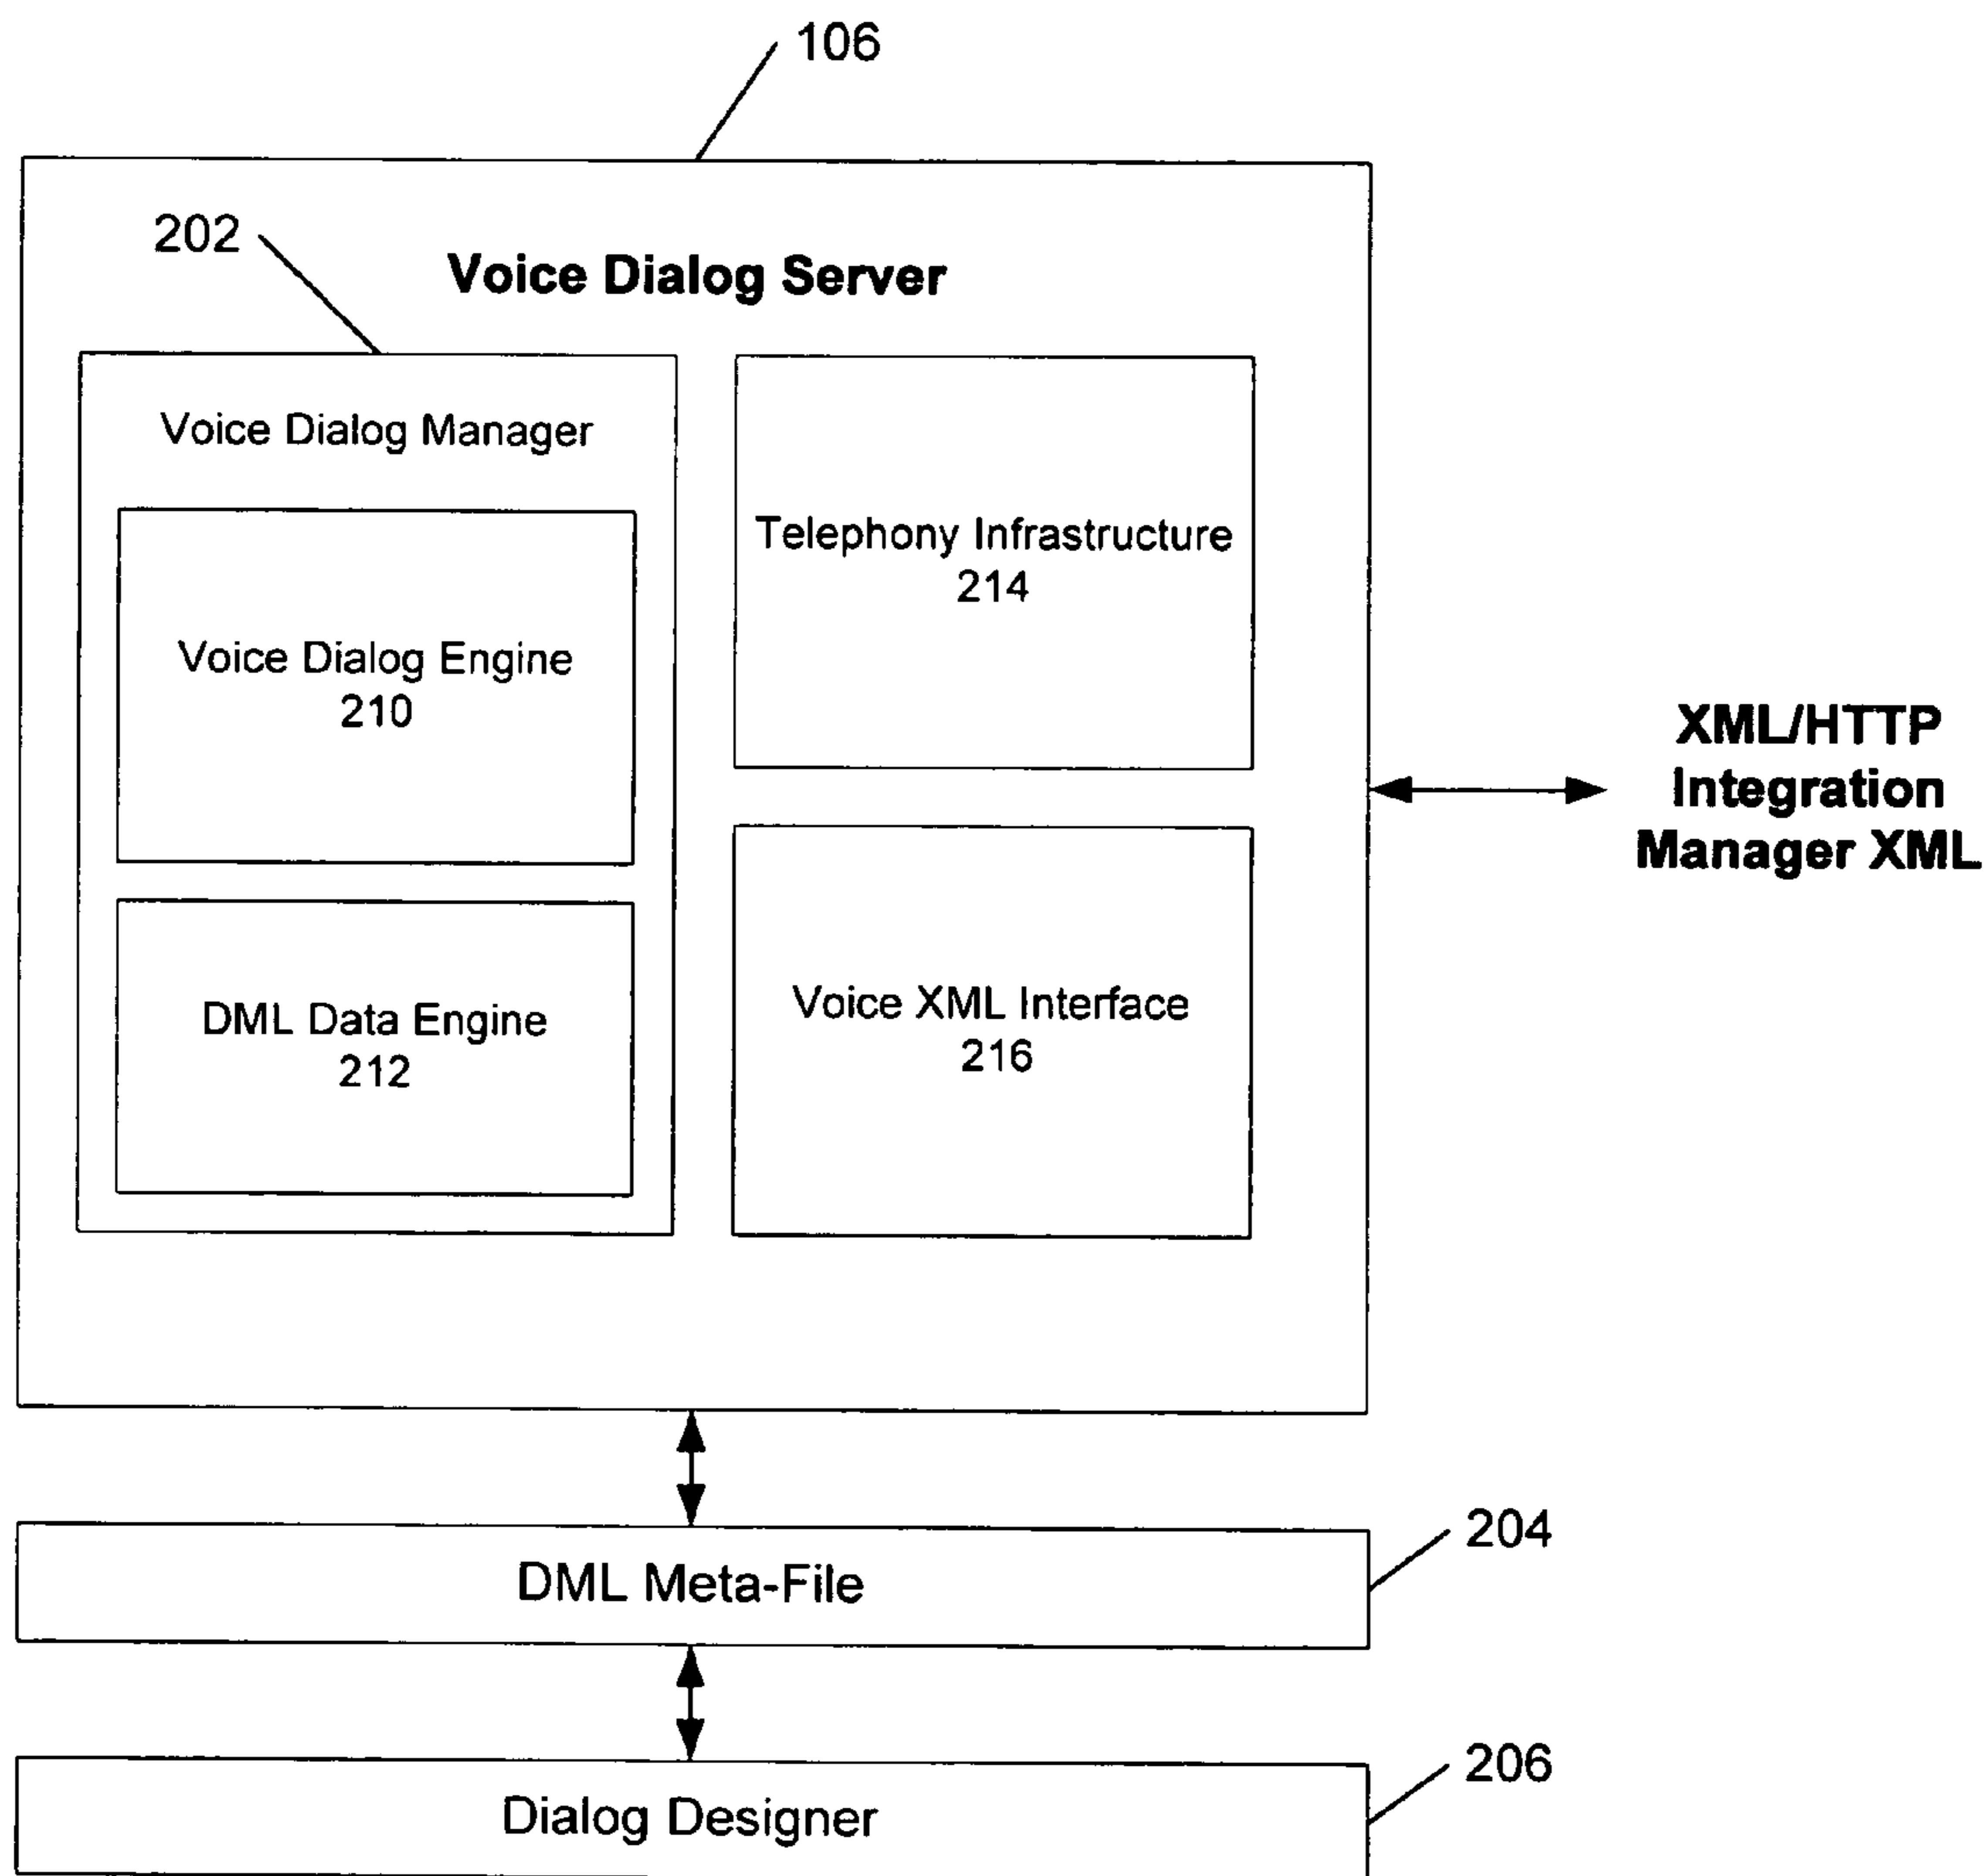 106
202
Voice Dialog Server
Voice Dialog Manager
Telephony Infrastructure
214
Voice Dialog Engine
210
XML/HTTP
Integration
Manager XML
Voice XML Interface
216
DML Data Engine
212
204
DML Meta-File
206
Dialog Designer